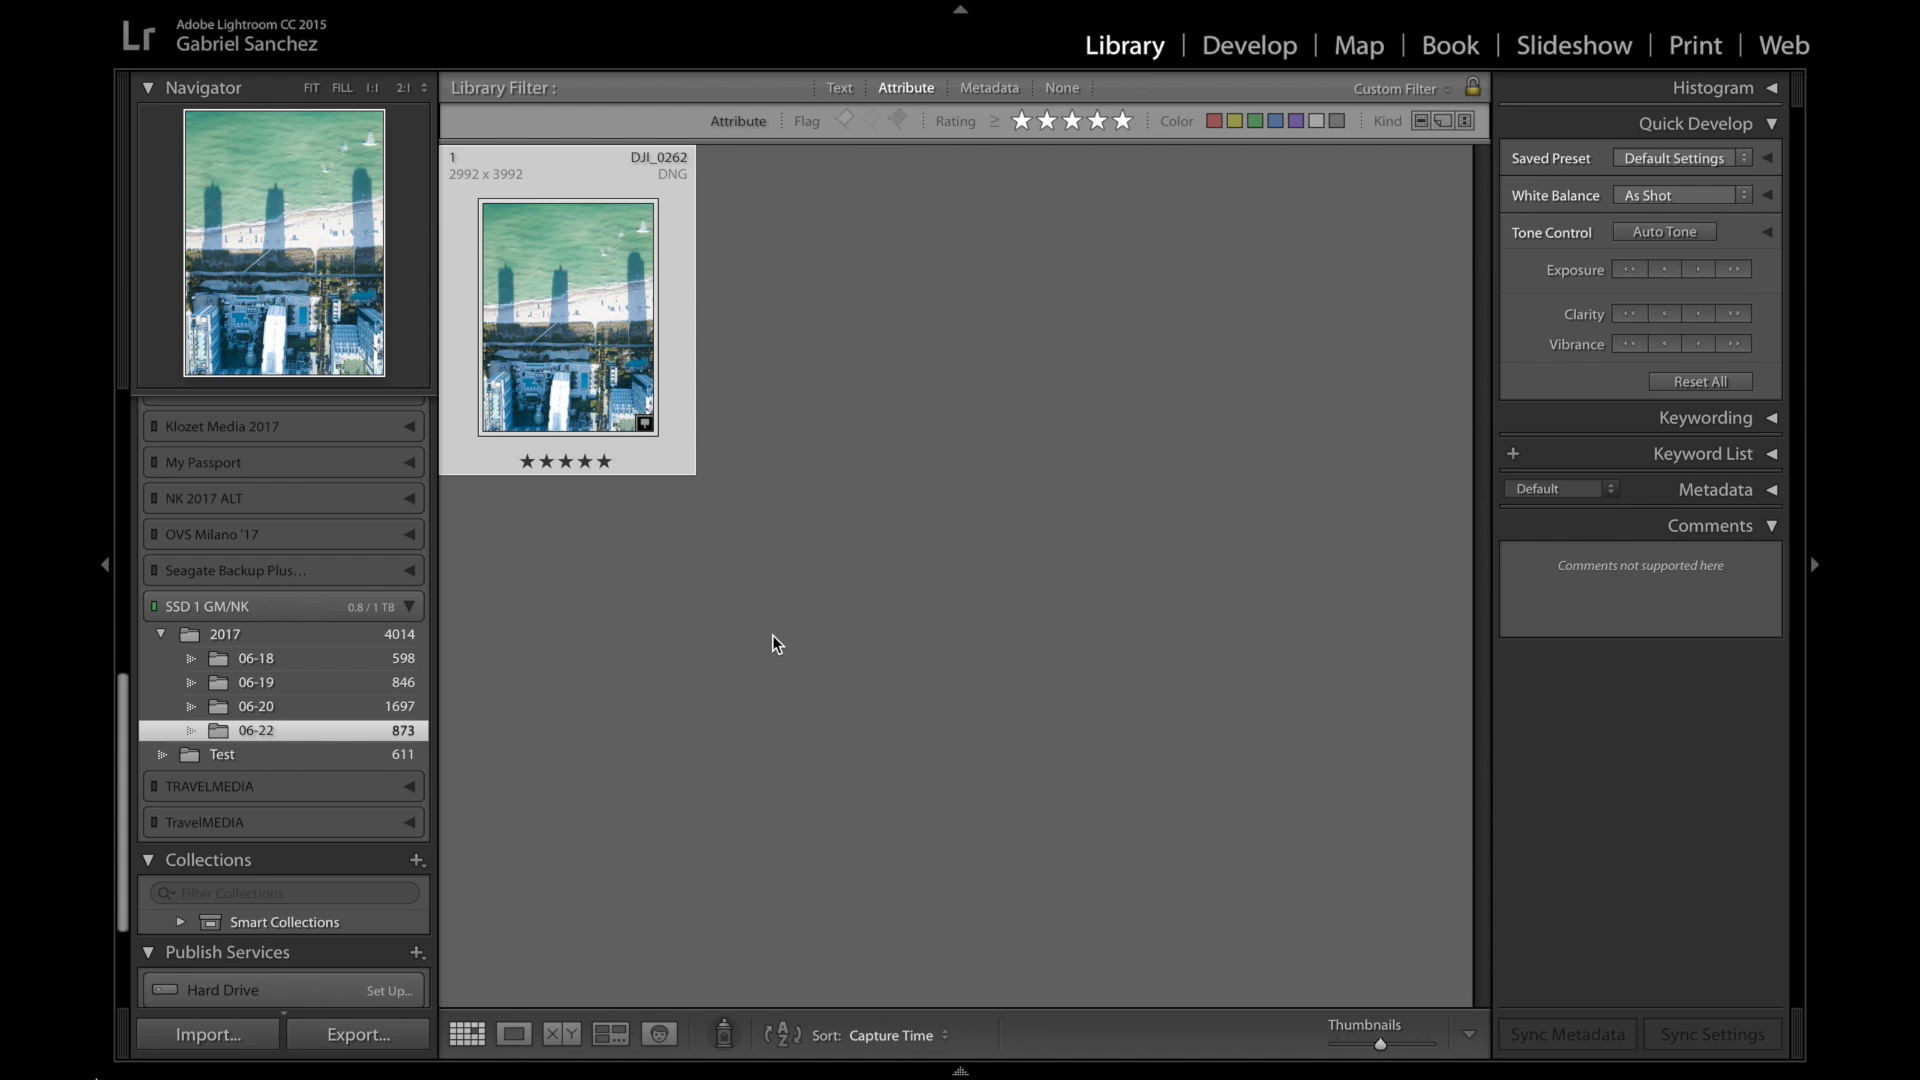 Lr
Adobe Lightroom CC 2015
Gabriel Sanchez
Library | Develop | Map | Book | Slideshow | Print | Web
Navigator FIT FILL 1:1 2:1
Library Filter : Text Attribute Metadata None Custom Filter
Attribute Flag Rating ≥ ★★★★★ Color Kind
1 DJI_0262
2992 x 3992 DNG
★★★★★
Klozet Media 2017
My Passport
NK 2017 ALT
OVS Milano '17
Seagate Backup Plus...
SSD 1 GM/NK 0.8 / 1 TB
2017 4014
06-18 598
06-19 846
06-20 1697
06-22 873
Test 611
TRAVELMEDIA
TravelMEDIA
Collections
Filter Collections
Smart Collections
Publish Services
Hard Drive Set Up...
Import... Export...
XY
AZ
Sort: Capture Time
Thumbnails
Histogram
Quick Develop
Saved Preset Default Settings
White Balance As Shot
Tone Control Auto Tone
Exposure
Clarity
Vibrance
Reset All
Keywording
Keyword List
Default Metadata
Comments
Comments not supported here
Sync Metadata Sync Settings